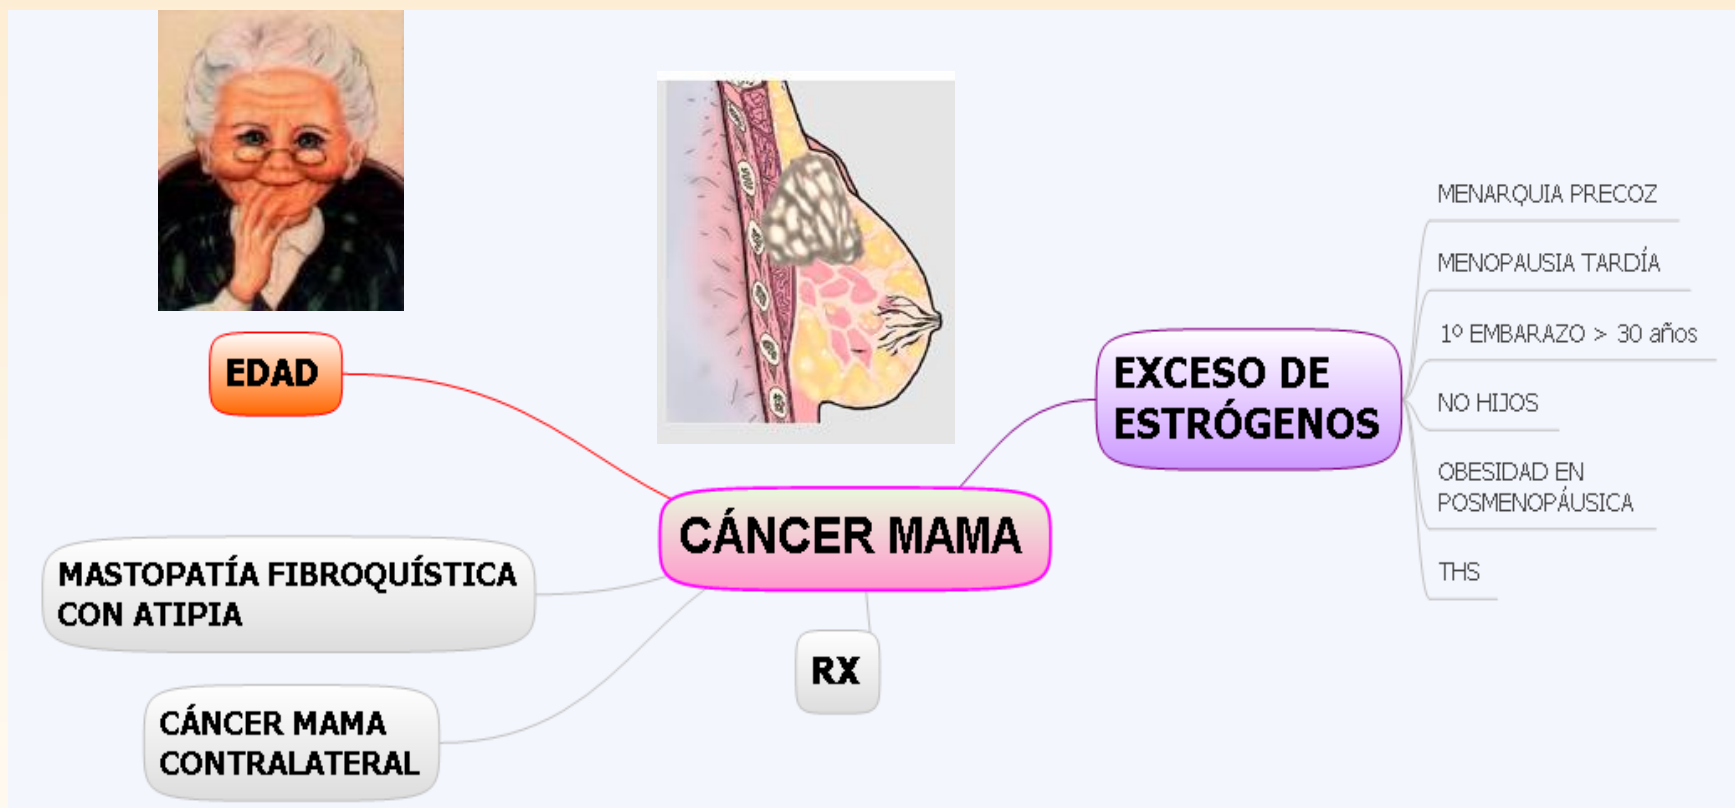 EDAD
MASTOPATÍA FIBROQUÍSTICA
CON ATIPIA
CÁNCER MAMA
CONTRALATERAL
CÁNCER MAMA
RX
EXCESO DE
ESTRÓGENOS
MENARQUIA PRECOZ
MENOPAUSIA TARDÍA
1º EMBARAZO > 30 años
NO HIJOS
OBESIDAD EN
POSMENOPÁUSICA
THS